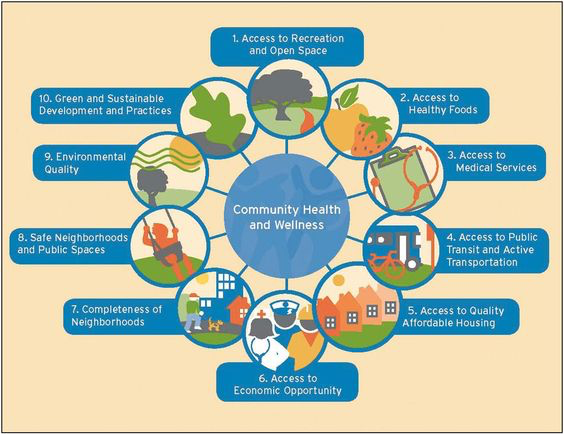 1. Access to Recreation
and Open Space
2. Access to
Healthy Foods
3. Access to
Medical Services
4. Access to Public
Transit and Active
Transportation
5. Access to Quality
Affordable Housing
6. Access to
Economic Opportunity
7. Completeness of
Neighborhoods
8. Safe Neighborhoods
and Public Spaces
9. Environmental
Quality
10. Green and Sustainable
Development and Practices
Community Health
and Wellness